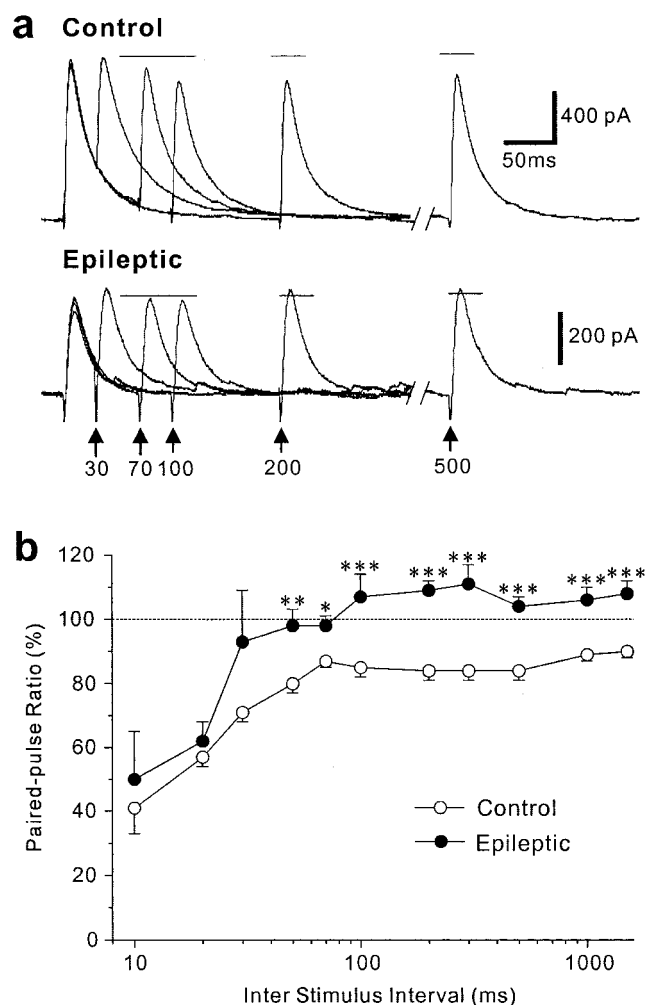 a Control
400 pA
50ms
Epileptic
200 pA
30 70 100 200 500
b
120
100
80
60
40
20
0
Paired-pulse Ratio (%)
** * *** *** *** *** *** ***
Control
Epileptic
10 100 1000
Inter Stimulus Interval (ms)